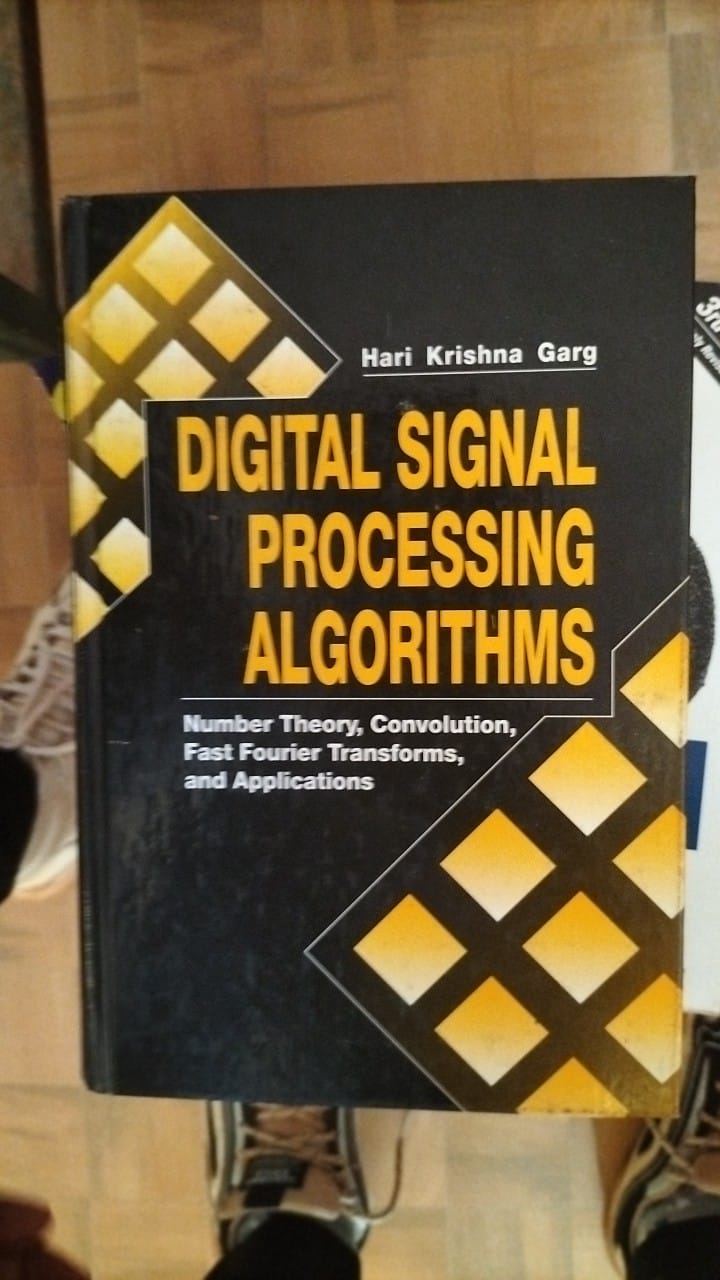 Hari Krishna Garg
DIGITAL SIGNAL
PROCESSING
ALGORITHMS
Number Theory, Convolution,
Fast Fourier Transforms,
and Applications